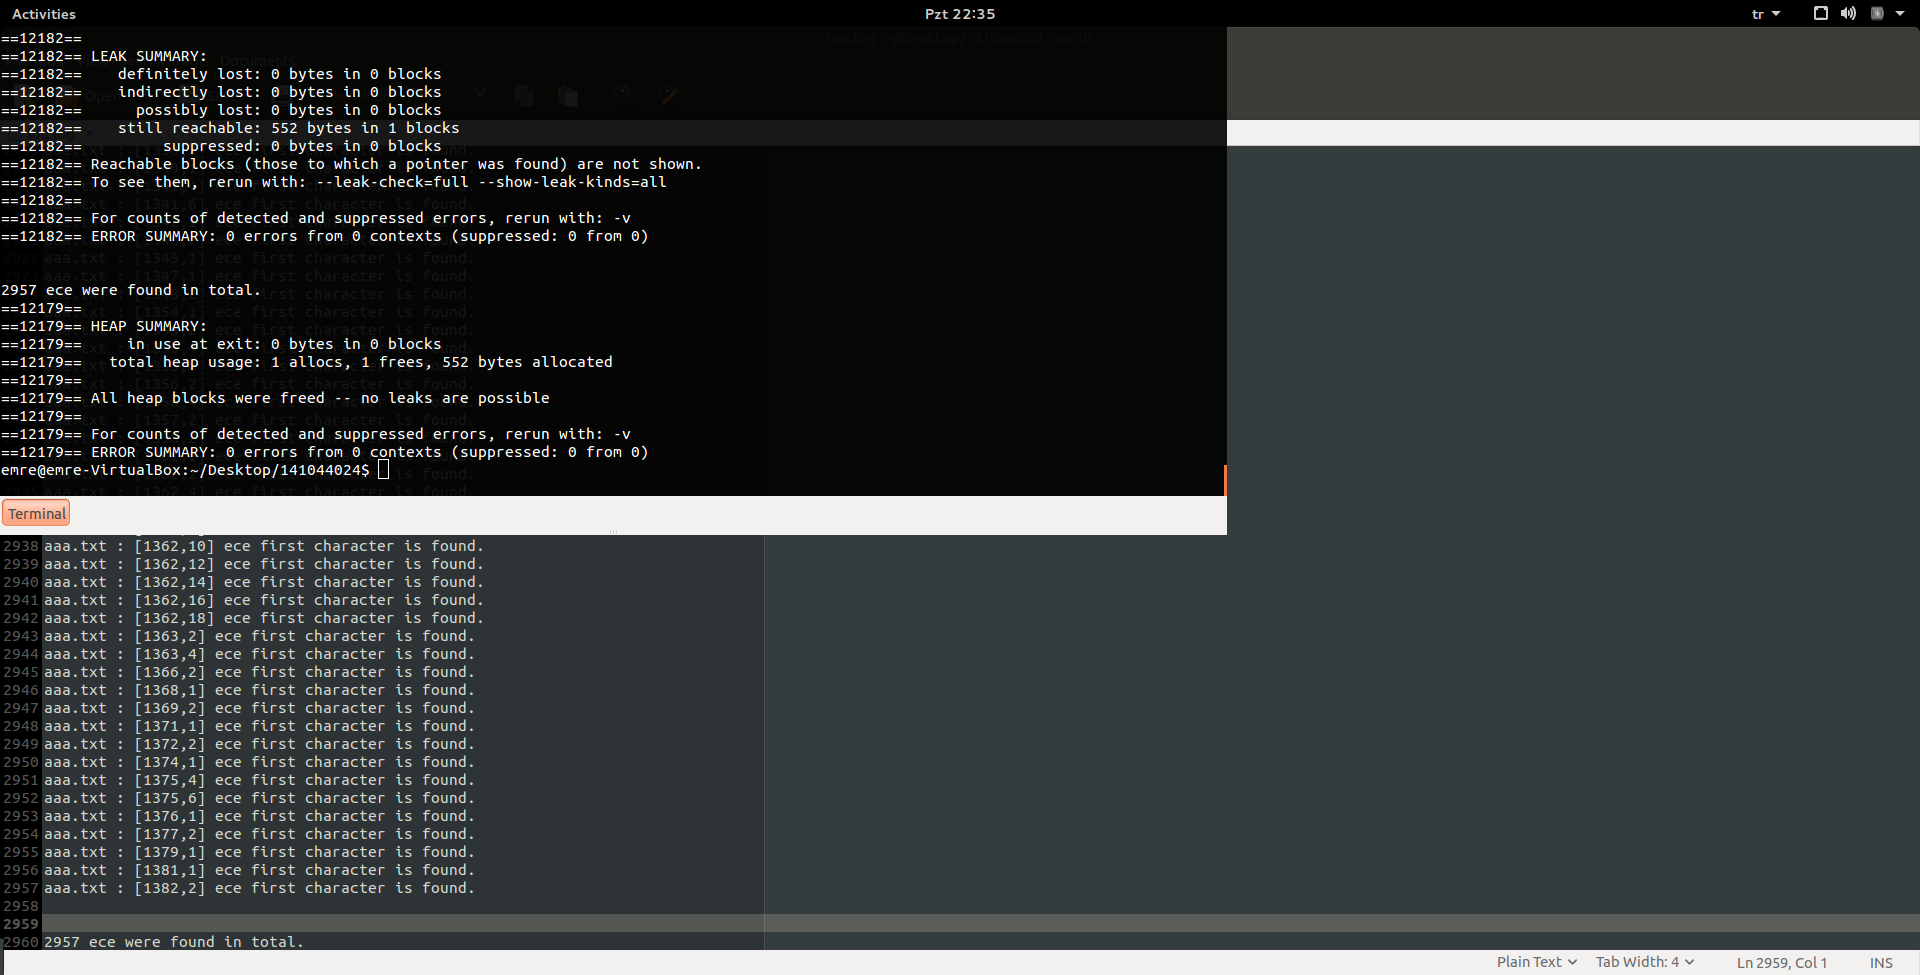 Activities
Pzt 22:35
tr
log.log (~/Desktop/141044024) - gedit
==12182==
==12182== LEAK SUMMARY:
==12182==    definitely lost: 0 bytes in 0 blocks
==12182==    indirectly lost: 0 bytes in 0 blocks
==12182==      possibly lost: 0 bytes in 0 blocks
==12182==    still reachable: 552 bytes in 1 blocks
==12182==         suppressed: 0 bytes in 0 blocks
==12182== Reachable blocks (those to which a pointer was found) are not shown.
==12182== To see them, rerun with: --leak-check=full --show-leak-kinds=all
==12182==
==12182== For counts of detected and suppressed errors, rerun with: -v
==12182== ERROR SUMMARY: 0 errors from 0 contexts (suppressed: 0 from 0)
2957 ece were found in total.
==12179==
==12179== HEAP SUMMARY:
==12179==     in use at exit: 0 bytes in 0 blocks
==12179==   total heap usage: 1 allocs, 1 frees, 552 bytes allocated
==12179==
==12179== All heap blocks were freed -- no leaks are possible
==12179==
==12179== For counts of detected and suppressed errors, rerun with: -v
==12179== ERROR SUMMARY: 0 errors from 0 contexts (suppressed: 0 from 0)
emre@emre-VirtualBox:~/Desktop/141044024$
Terminal
2938 aaa.txt : [1362,10] ece first character is found.
2939 aaa.txt : [1362,12] ece first character is found.
2940 aaa.txt : [1362,14] ece first character is found.
2941 aaa.txt : [1362,16] ece first character is found.
2942 aaa.txt : [1362,18] ece first character is found.
2943 aaa.txt : [1363,2] ece first character is found.
2944 aaa.txt : [1363,4] ece first character is found.
2945 aaa.txt : [1366,2] ece first character is found.
2946 aaa.txt : [1368,1] ece first character is found.
2947 aaa.txt : [1369,2] ece first character is found.
2948 aaa.txt : [1371,1] ece first character is found.
2949 aaa.txt : [1372,2] ece first character is found.
2950 aaa.txt : [1374,1] ece first character is found.
2951 aaa.txt : [1375,4] ece first character is found.
2952 aaa.txt : [1375,6] ece first character is found.
2953 aaa.txt : [1376,1] ece first character is found.
2954 aaa.txt : [1377,2] ece first character is found.
2955 aaa.txt : [1379,1] ece first character is found.
2956 aaa.txt : [1381,1] ece first character is found.
2957 aaa.txt : [1382,2] ece first character is found.
2958
2959
2960 2957 ece were found in total.
Plain Text Tab Width: 4 Ln 2959, Col 1 INS